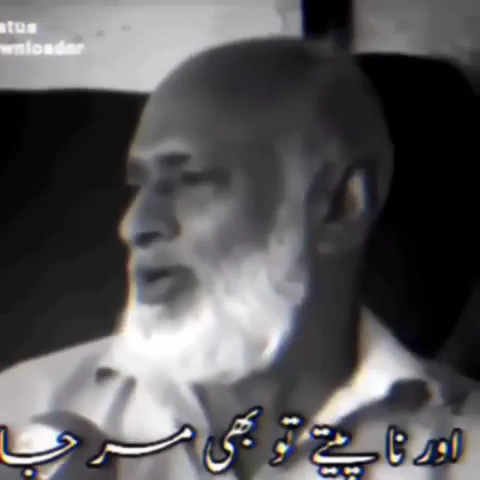 atus
wnloader
اور نا پیتے تو بھی مر جا